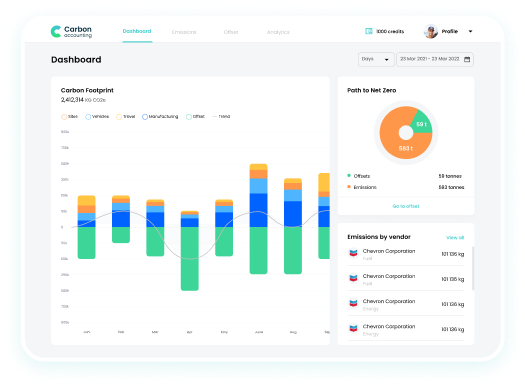 Carbon
accounting
Dashboard
Emissions
Offset
Analytics
1000 credits
Profile
Dashboard
Days
23 Mar 2021 - 23 Mar 2022
Carbon Footprint
2,412,314 KG CO2e
Sites
Vehicles
Travel
Manufacturing
Offset
Trend
0
Jan
Feb
Mar
Apr
May
June
Aug
Sep
Path to Net Zero
59 t
593 t
Offsets 59 tonnes
Emissions 593 tonnes
Go to offset
Emissions by vendor View all
Chevron Corporation 101 136 kg
Fuel
Chevron Corporation 101 136 kg
Fuel
Chevron Corporation 101 136 kg
Energy
Chevron Corporation 101 136 kg
Energy